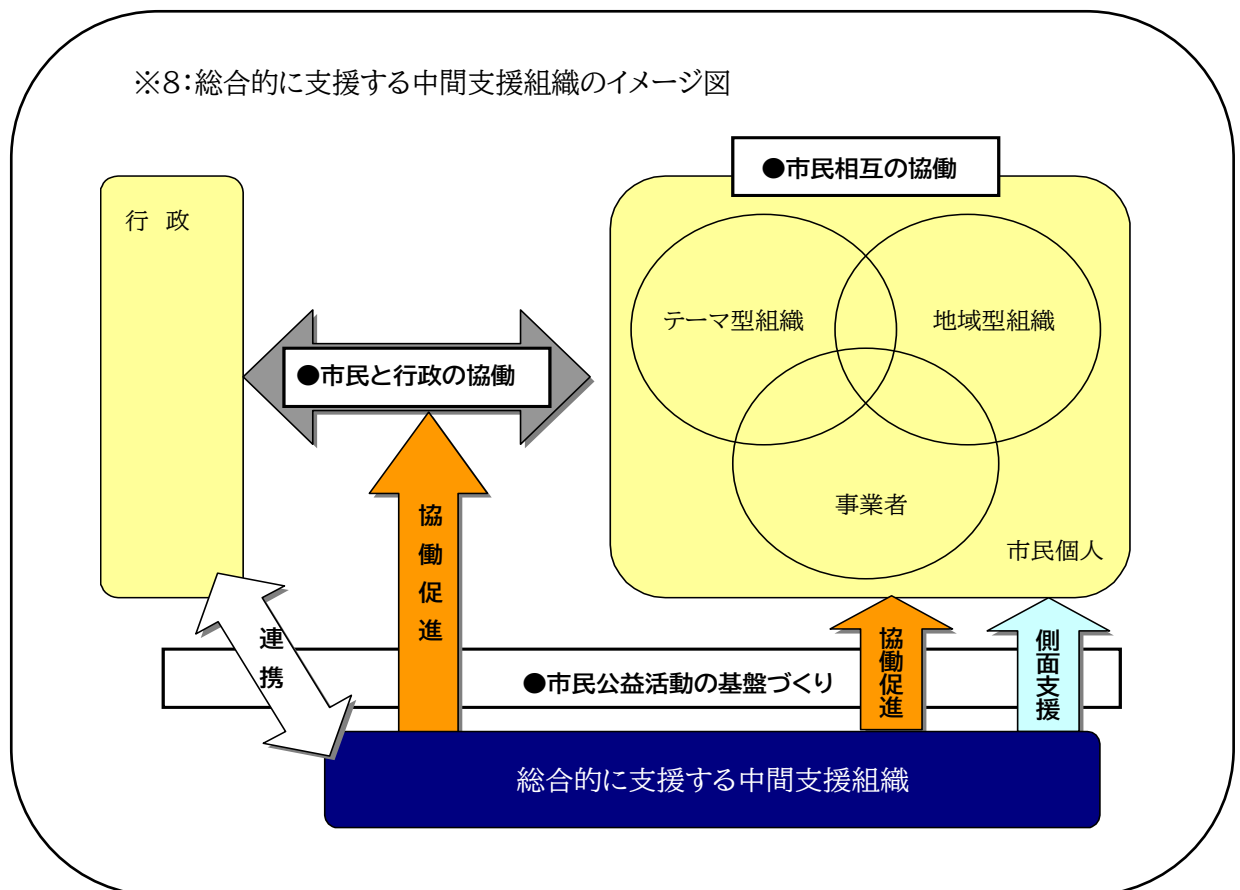 ※8:総合的に支援する中間支援組織のイメージ図
●市民相互の協働
行 政
テーマ型組織
地域型組織
●市民と行政の協働
事業者
市民個人
協働促進
連携
協働促進
側面支援
●市民公益活動の基盤づくり
総合的に支援する中間支援組織